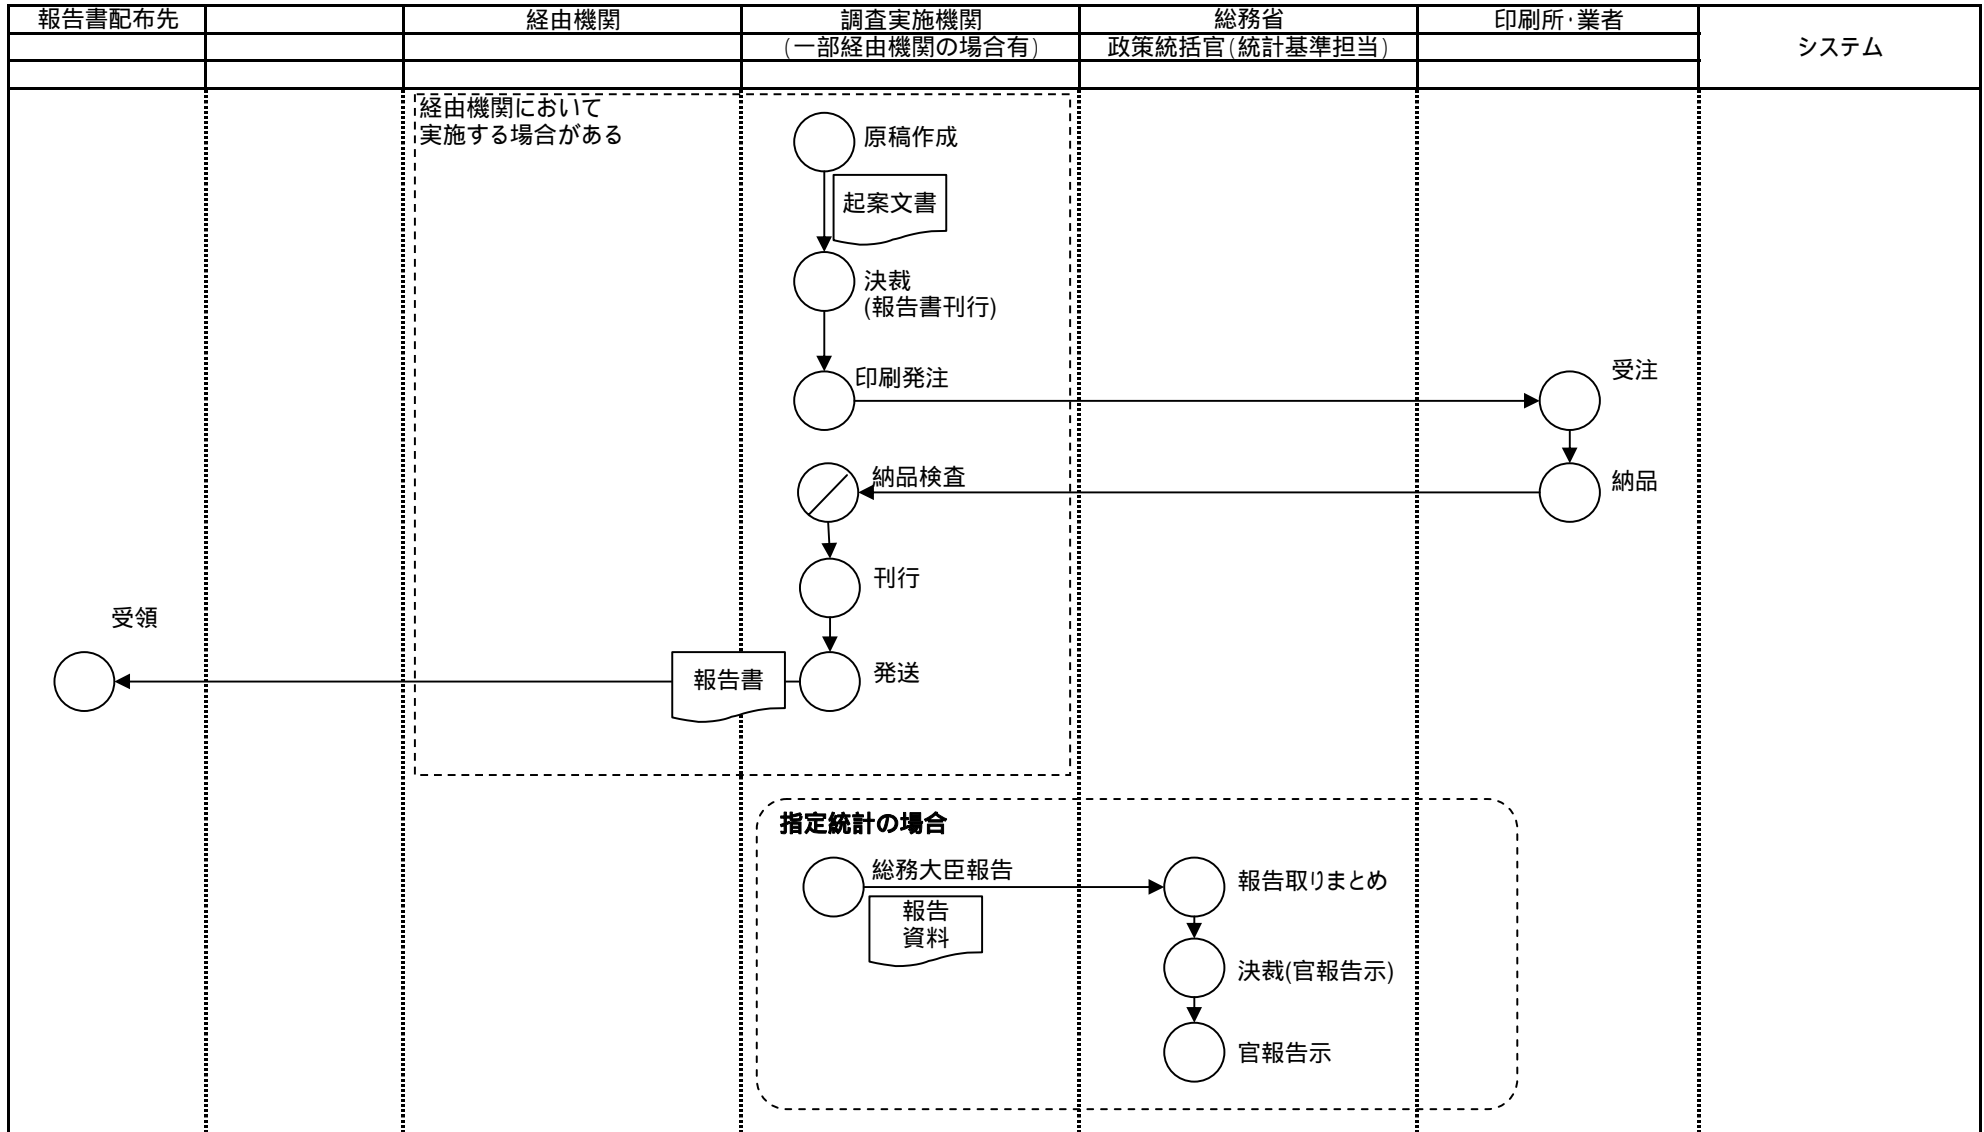 報告書配布先
経由機関
調査実施機関
(一部経由機関の場合有)
総務省
政策統括官(統計基準担当)
印刷所・業者
システム
経由機関において
実施する場合がある
原稿作成
起案文書
決裁
(報告書刊行)
印刷発注
受注
納品検査
納品
刊行
受領
報告書
発送
指定統計の場合
総務大臣報告
報告取りまとめ
報告
資料
決裁(官報告示)
官報告示